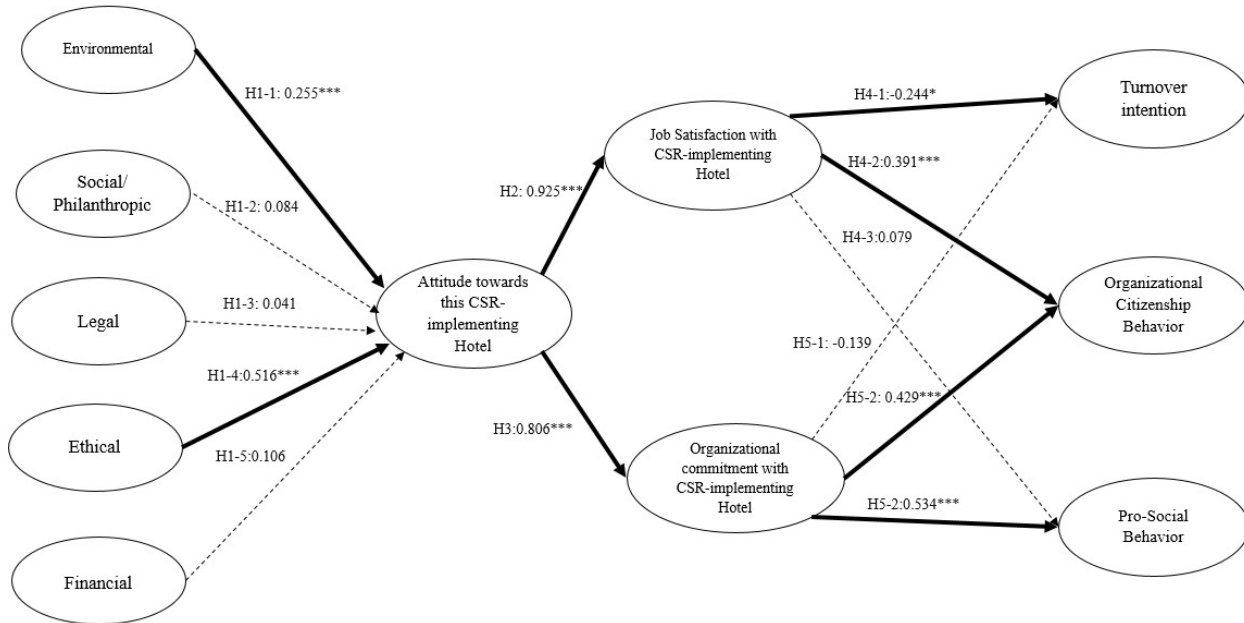 Environmental
H1-1: 0.255***
Social/
Philanthropic
H1-2: 0.084
Legal
H1-3: 0.041
Ethical
H1-4:0.516***
Financial
H1-5:0.106
Attitude towards
this CSR-
implementing
Hotel
H2: 0.925***
H3:0.806***
Job Satisfaction with
CSR-implementing
Hotel
Organizational
commitment with
CSR-implementing
Hotel
H4-1:-0.244*
H4-2:0.391***
H4-3:0.079
H5-1: -0.139
H5-2: 0.429***
H5-2:0.534***
Turnover
intention
Organizational
Citizenship
Behavior
Pro-Social
Behavior